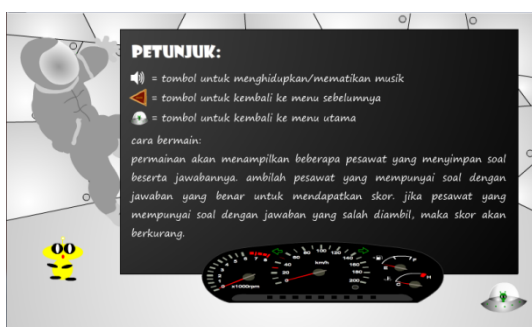 PETUNJUK:
= tombol untuk menghidupkan/mematikan musik
= tombol untuk kembali ke menu sebelumnya
= tombol untuk kembali ke menu utama
cara bermain:
permainan akan menampilkan beberapa pesawat yang menyimpan soal
beserta jawabannya. ambilah pesawat yang mempunyai soal dengan
jawaban yang benar untuk mendapatkan skor. jika pesawat yang
mempunyai soal dengan jawaban yang salah diambil, maka skor akan
berkurang.
x1000rpm
km/h